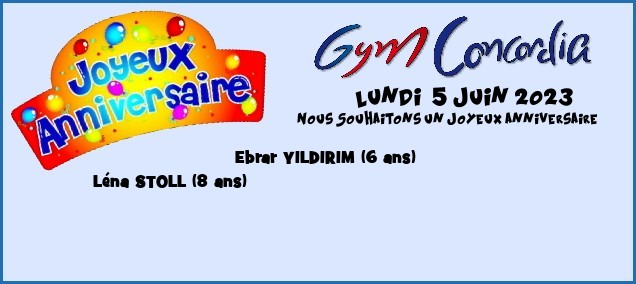 Joyeux
Anniversaire
Gym Concordia
LUNDI 5 JUIN 2023
NOUS SOUHAITONS UN JOYEUX ANNIVERSAIRE
Ebrar YILDIRIM (6 ans)
Léna STOLL (8 ans)